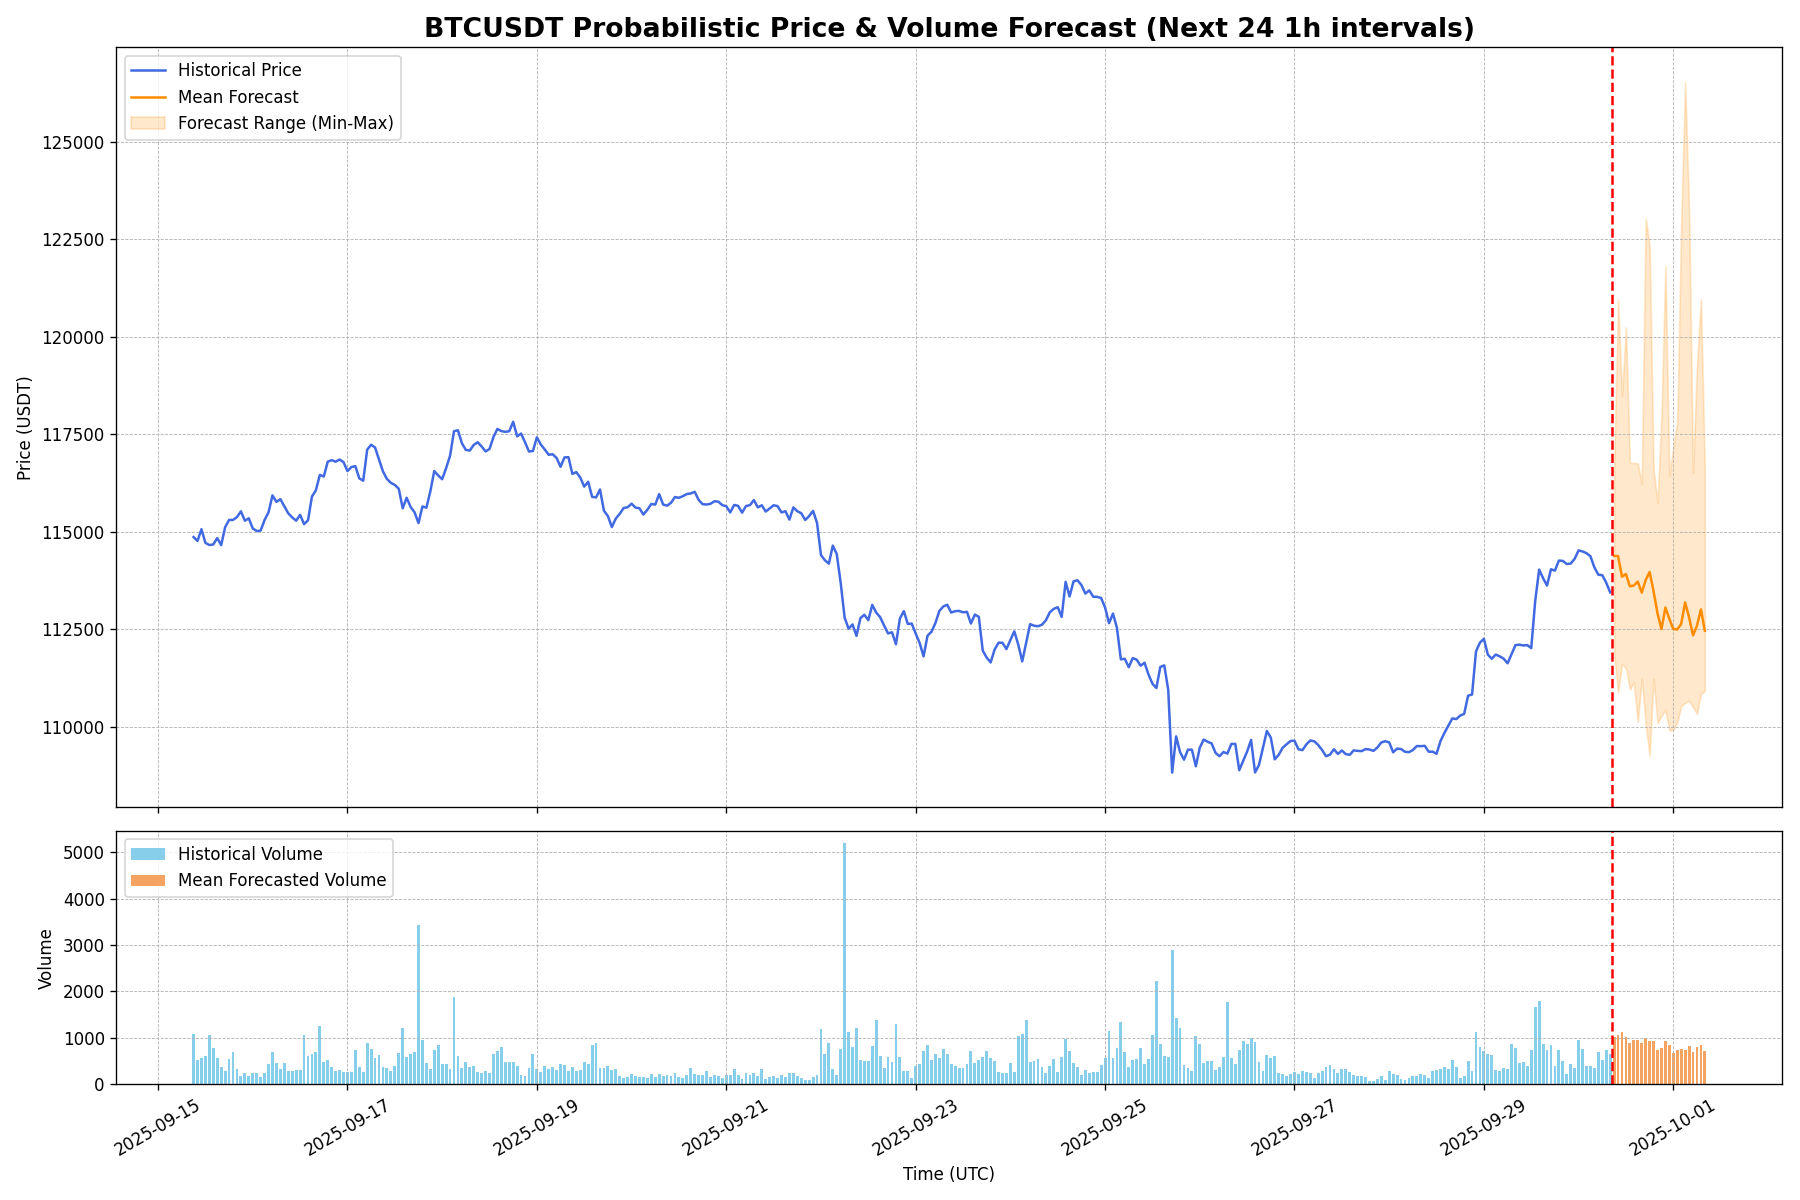 BTCUSDT Probabilistic Price & Volume Forecast (Next 24 1h intervals)
Historical Price
Mean Forecast
Forecast Range (Min-Max)
125000
122500
120000
117500
115000
112500
110000
Price (USDT)
Historical Volume
Mean Forecasted Volume
5000
4000
3000
2000
1000
0
Volume
2025-09-15
2025-09-17
2025-09-19
2025-09-21
2025-09-23
2025-09-25
2025-09-27
2025-09-29
2025-10-01
Time (UTC)